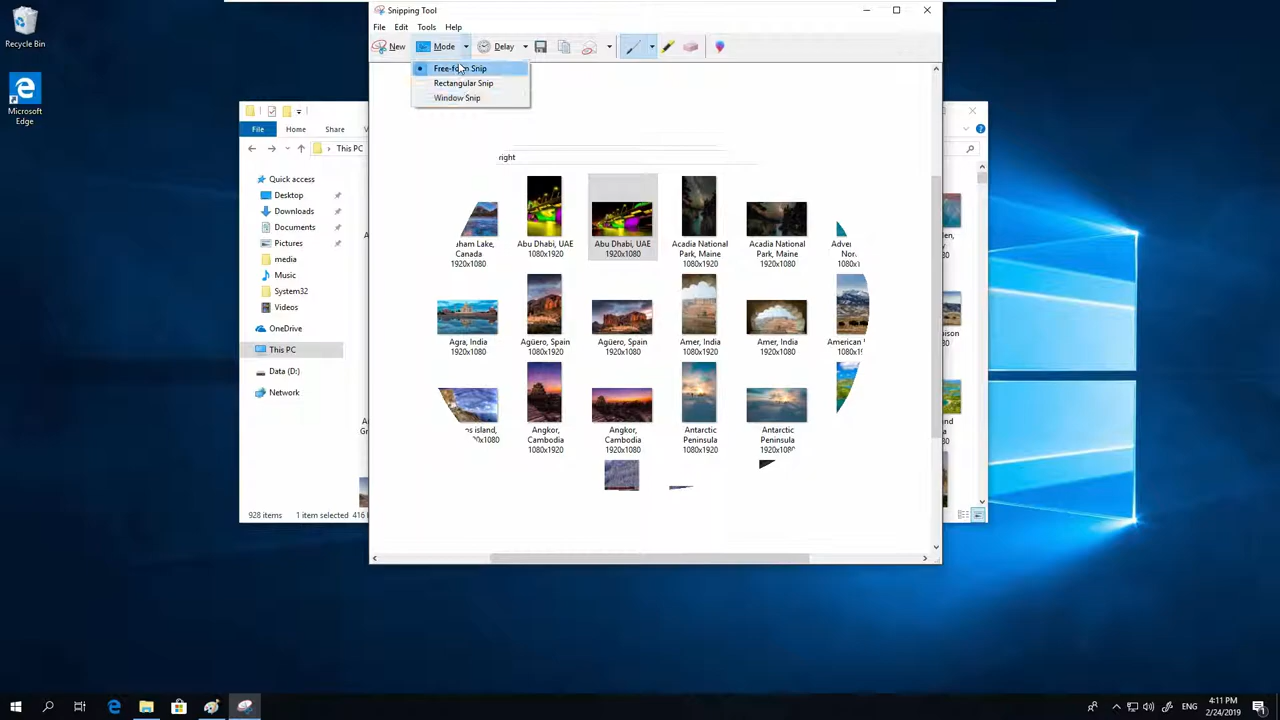 Recycle Bin
Microsoft
Edge
Snipping Tool
File Edit Tools Help
New Mode Delay
Free-form Snip
Rectangular Snip
Window Snip
File Home Share
This PC
Quick access
Desktop
Downloads
Documents
Pictures
media
Music
System32
Videos
OneDrive
This PC
Data (D:)
Network
928 items 1 item selected 416
right
Lake,
Canada
1920x1080
Abu Dhabi, UAE
1080x1920
Abu Dhabi, UAE
1920x1080
Acadia National
Park, Maine
1080x1920
Acadia National
Park, Maine
1920x1080
Agra, India
1920x1080
Agüero, Spain
1080x1920
Agüero, Spain
1920x1080
Amer, India
1080x1920
Amer, India
1920x1080
American
island,
Angkor,
Cambodia
1080x1920
Angkor,
Cambodia
1920x1080
Antarctic
Peninsula
1080x1920
Antarctic
Peninsula
1920x1080
ENG
4:11 PM
2/24/2019